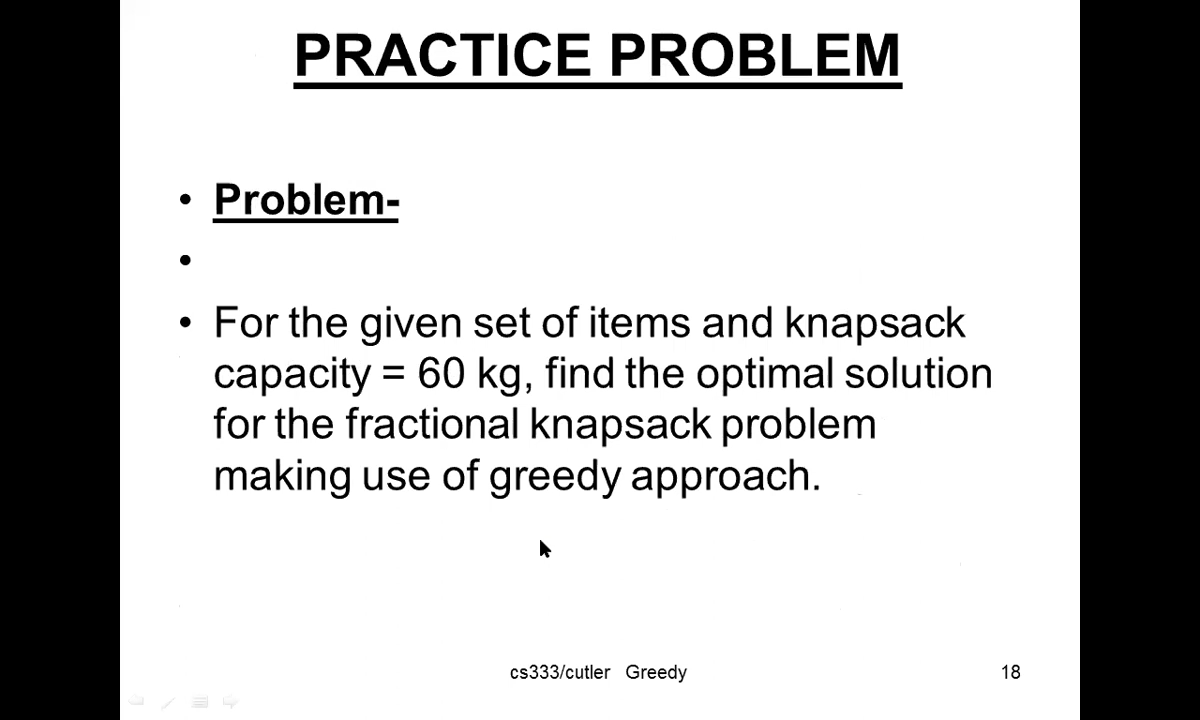 PRACTICE PROBLEM
• Problem-
•
• For the given set of items and knapsack
capacity = 60 kg, find the optimal solution
for the fractional knapsack problem
making use of greedy approach.
cs333/cutler Greedy
18